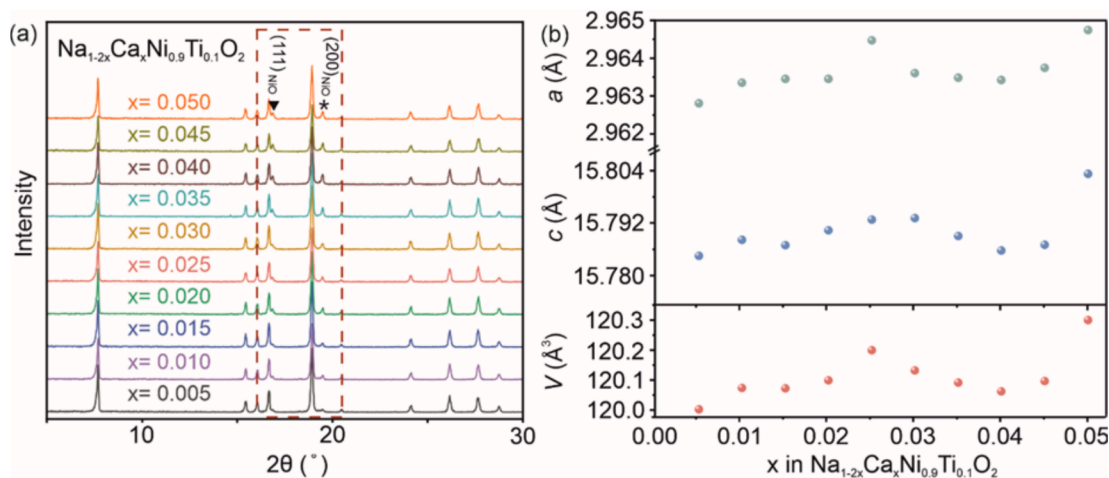 (a)
Na₁₋₂ₓCaₓNi₀.₉Ti₀.₁O₂
(111)NiO
▼
(200)NiO
*
x= 0.050
x= 0.045
x= 0.040
x= 0.035
x= 0.030
x= 0.025
x= 0.020
x= 0.015
x= 0.010
x= 0.005
Intensity
10 20 30
2θ (°)
(b)
a (Å)
2.965
2.964
2.963
2.962
c (Å)
15.804
15.792
15.780
V (Å³)
120.3
120.2
120.1
120.0
0.00 0.01 0.02 0.03 0.04 0.05
x in Na₁₋₂ₓCaₓNi₀.₉Ti₀.₁O₂